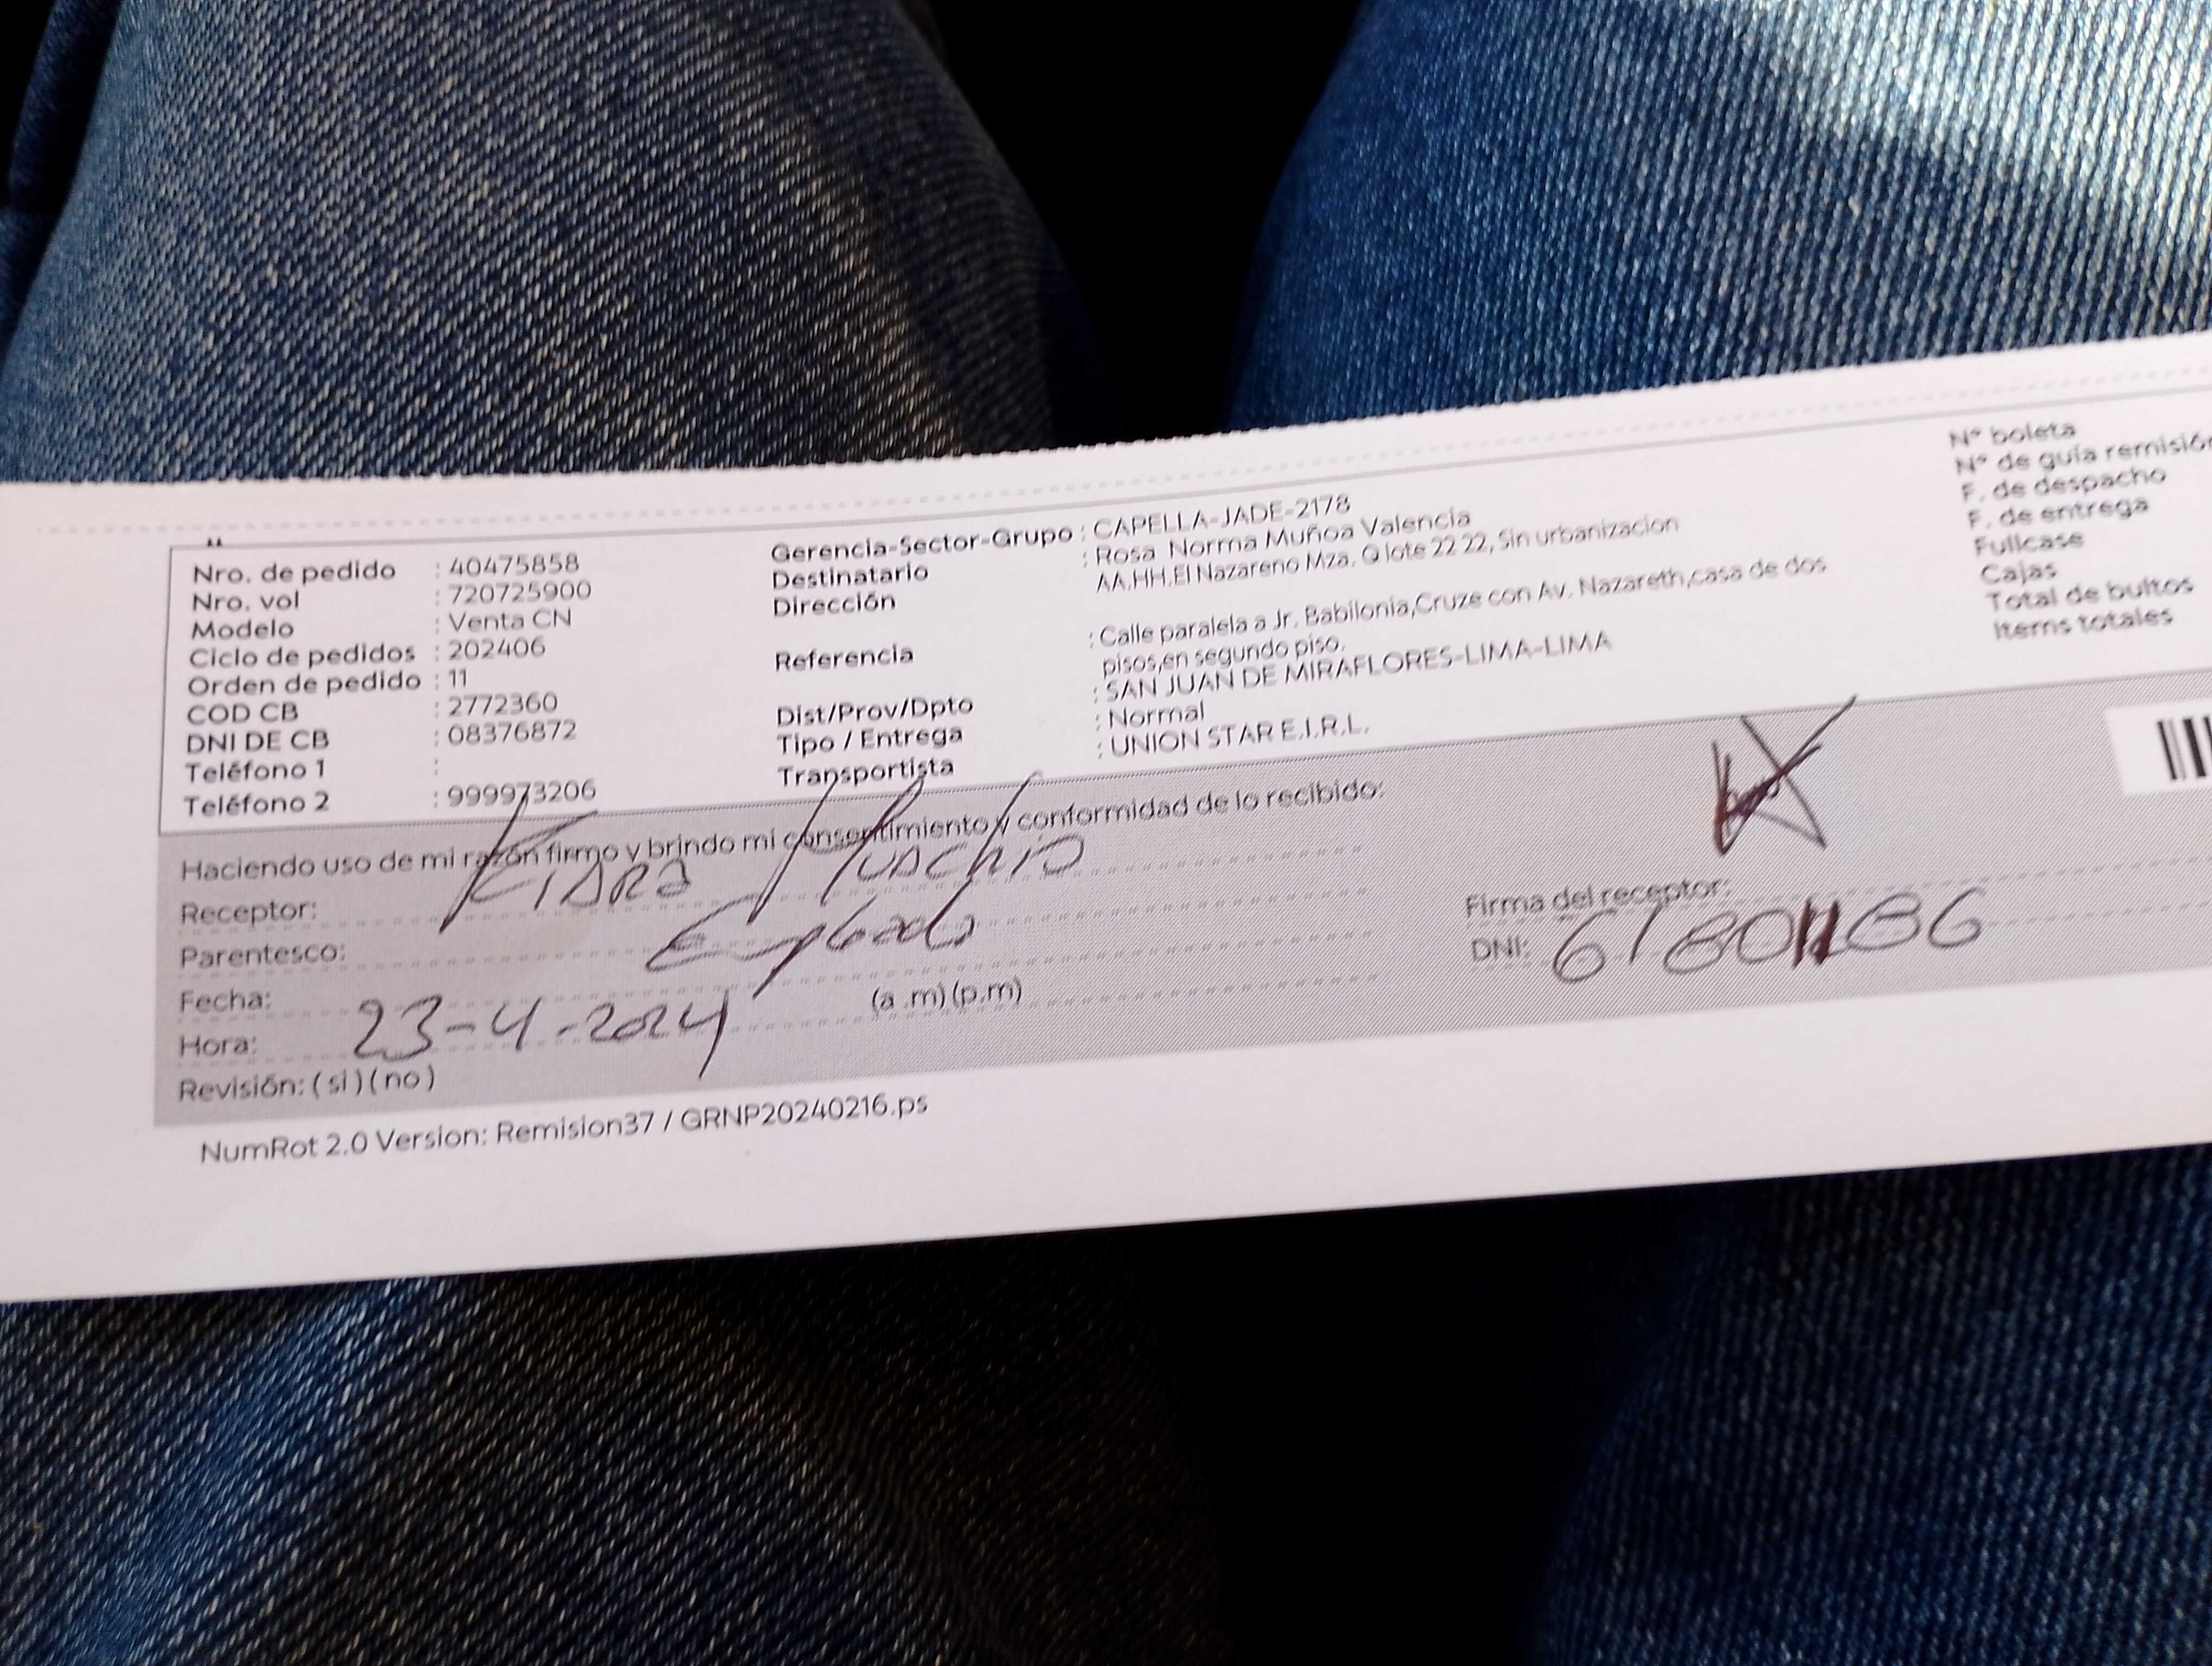 Nro. de pedido : 40475858
Nro. vol : 720725900
Modelo : Venta CN
Ciclo de pedidos : 202406
Orden de pedido : 11
COD CB : 2772360
DNI DE CB : 08376872
Teléfono 1 :
Teléfono 2 : 999973206
Gerencia-Sector-Grupo : CAPELLA-JADE-2178
Destinatario : Rosa Norma Muñoa Valencia
Dirección AA.HH.El Nazareno Mza. Q lote 22 22, Sin urbanizacion
Referencia : Calle paralela a Jr. Babilonia,Cruze con Av. Nazareth,casa de dos
pisos,en segundo piso.
Dist/Prov/Dpto : SAN JUAN DE MIRAFLORES-LIMA-LIMA
Tipo / Entrega : Normal
Transportista : UNION STAR E.I.R.L.
N° boleta
N° de guía remisión
F. de despacho
F. de entrega
Fullcase
Cajas
Total de bultos
Items totales
Haciendo uso de mi razón firmo y brindo mi consentimiento y conformidad de lo recibido:
Receptor: KIARA
Parentesco:
Fecha: 23-4-2024
Hora: (a .m) (p.m)
Revisión: ( si ) ( no )
Firma del receptor:
DNI:
NumRot 2.0 Version: Remision37 / GRNP20240216.ps